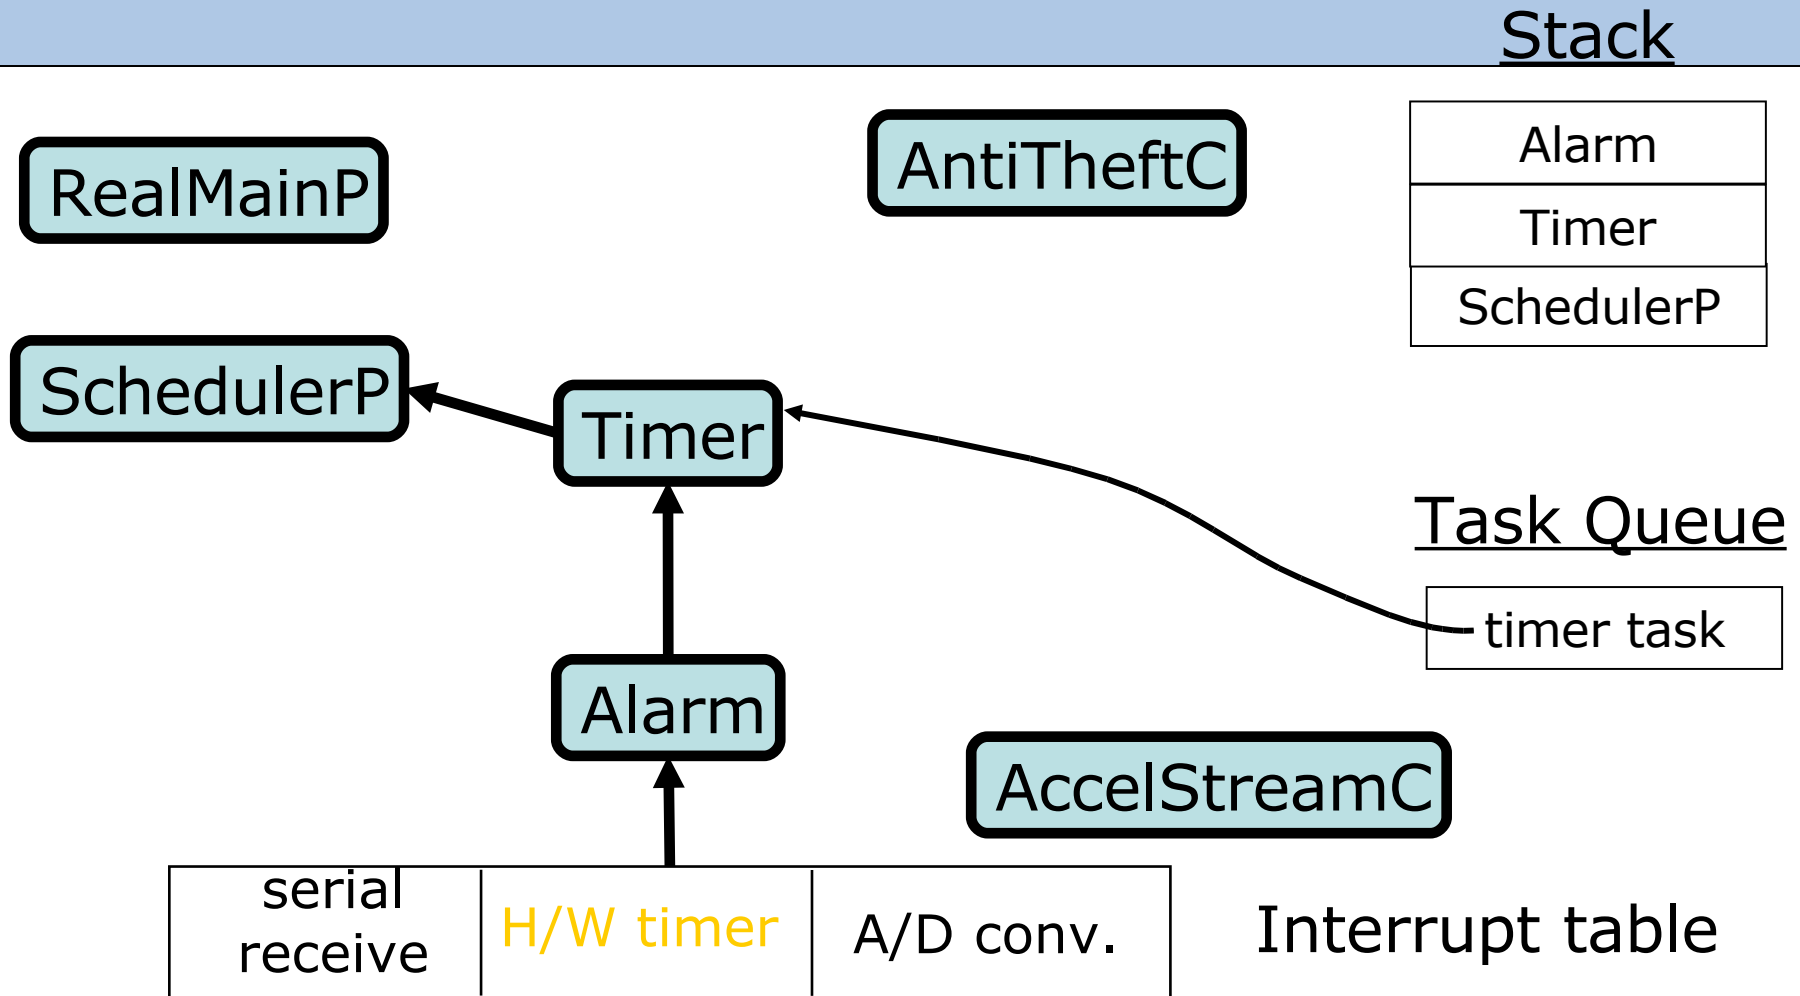 Stack
RealMainP
AntiTheftC
Alarm
Timer
SchedulerP
SchedulerP
Timer
Task Queue
timer task
Alarm
AccelStreamC
serial
receive
H/W timer
A/D conv.
Interrupt table